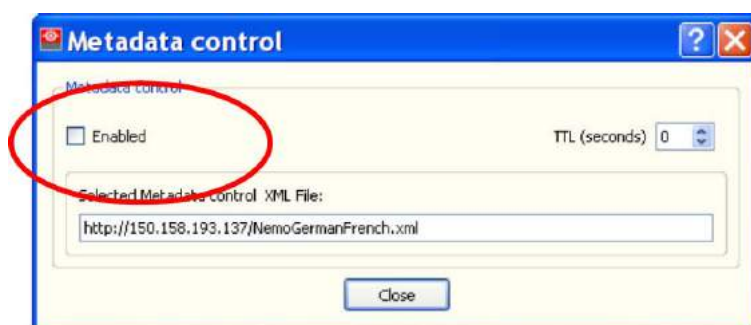 Metadata control
Metadata control
Enabled
TTL (seconds) 0
Selected Metadata control XML File:
http://150.158.193.137/NemoGermanFrench.xml
Close